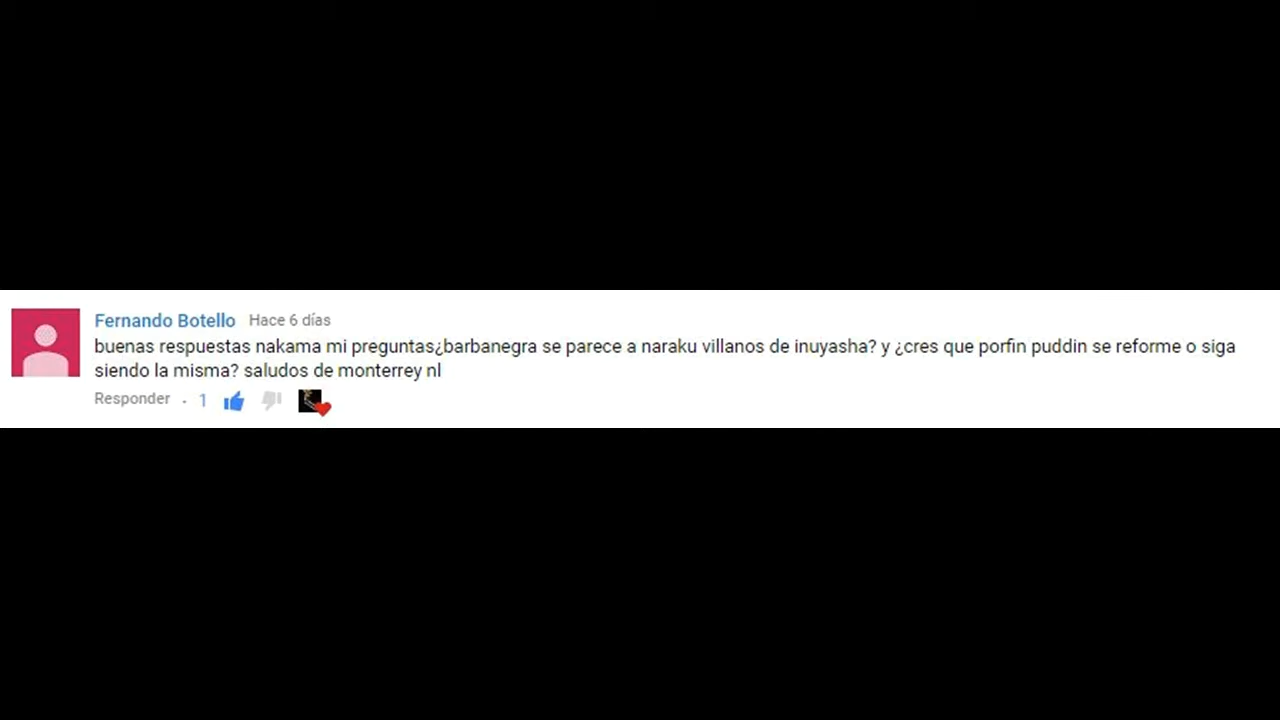 Fernando Botello Hace 6 días
buenas respuestas nakama mi preguntas¿barbanegra se parece a naraku villanos de inuyasha? y ¿cres que porfin puddin se reforme o siga
siendo la misma? saludos de monterrey nl
Responder . 1